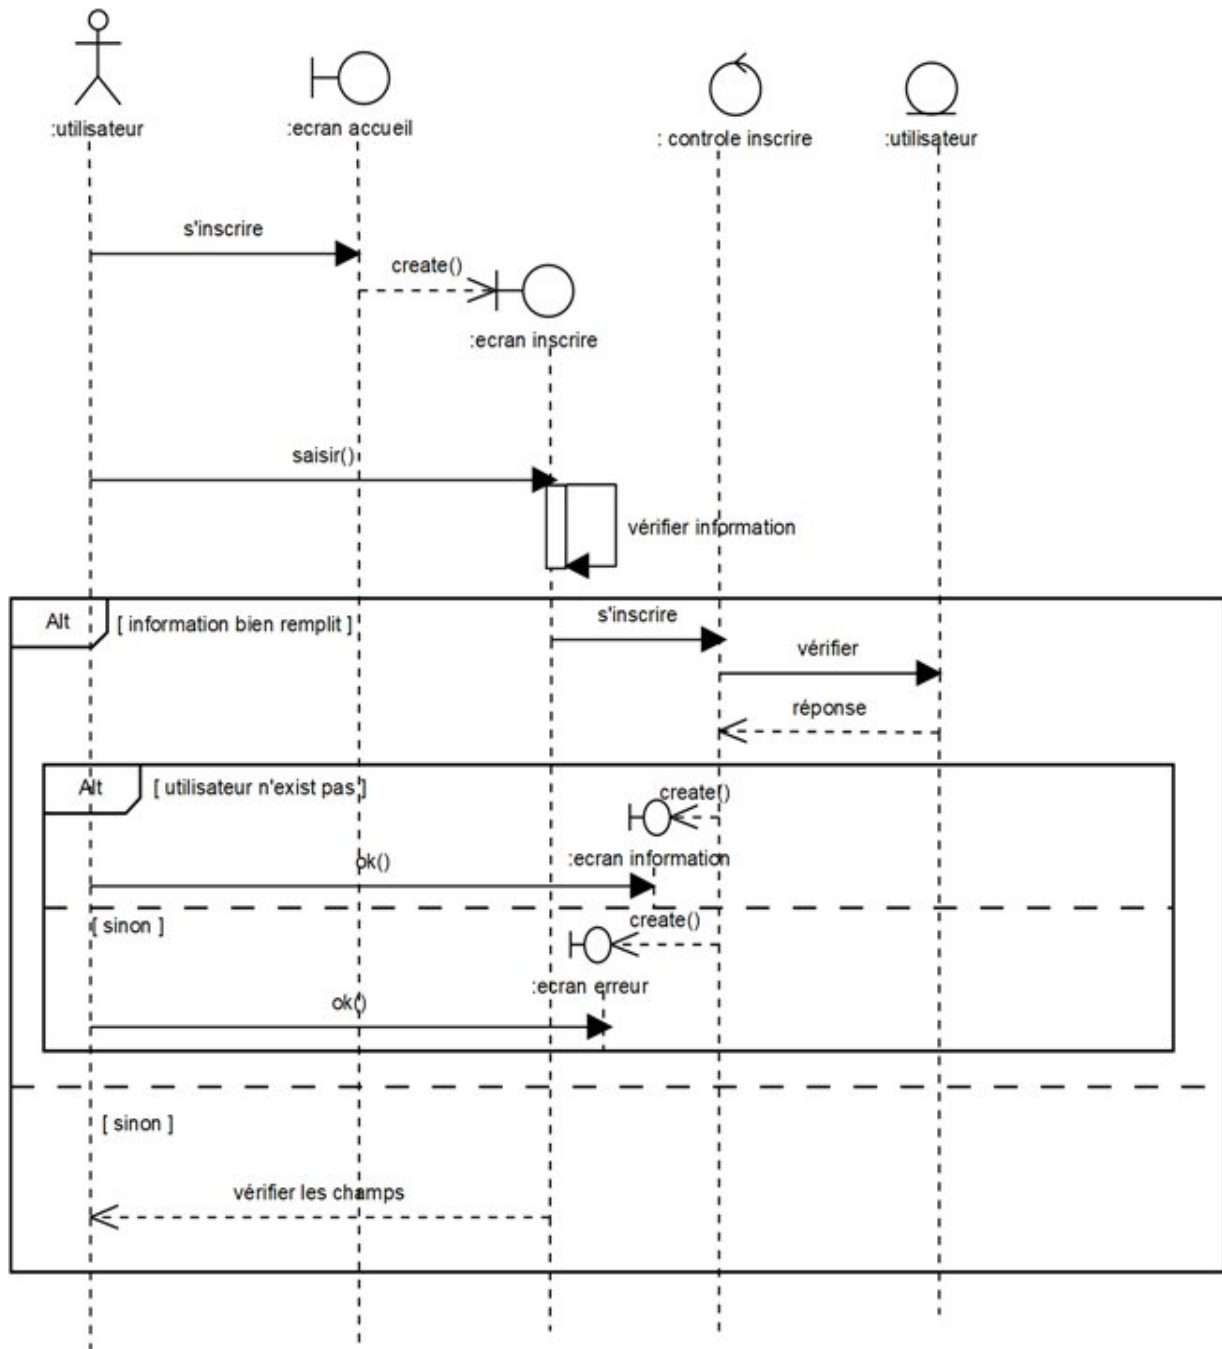 :utilisateur
:ecran accueil
: controle inscrire
:utilisateur
s'inscrire
create()
:ecran inscrire
saisir()
vérifier information
Alt
[ information bien remplit ]
s'inscrire
vérifier
réponse
Alt
[ utilisateur n'exist pas ]
create()
:ecran information
ok()
[ sinon ]
create()
:ecran erreur
ok()
[ sinon ]
vérifier les champs